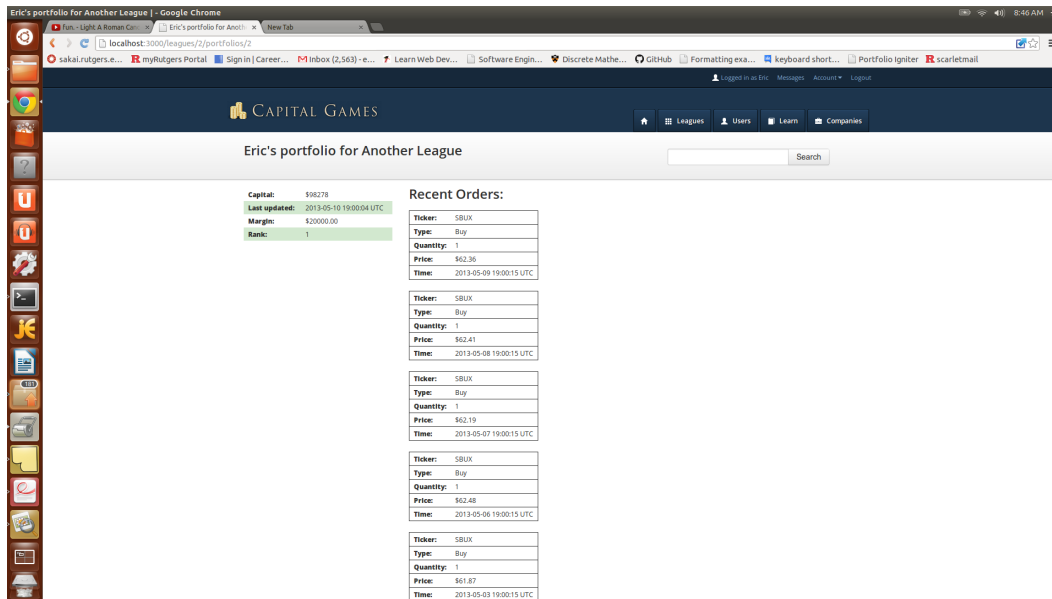 Eric's portfolio for Another League | - Google Chrome
8:46 AM
Fun. - Light A Roman Can
Eric's portfolio for Anoth
New Tab
localhost:3000/leagues/2/portfolios/2
sakai.rutgers.e...
myRutgers Portal
Sign in | Career...
Inbox (2,563) - e...
Learn Web Dev...
Software Engin...
Discrete Mathe...
GitHub
Formatting exa...
keyboard short...
Portfolio Igniter
scarletmail
Logged in as Eric Messages Account Logout
CAPITAL GAMES
Leagues Users Learn Companies
Eric's portfolio for Another League
Search
Capital: $98278
Last updated: 2013-05-10 19:00:04 UTC
Margin: $20000.00
Rank: 1
Recent Orders:
Ticker: SBUX
Type: Buy
Quantity: 1
Price: $62.36
Time: 2013-05-09 19:00:15 UTC
Ticker: SBUX
Type: Buy
Quantity: 1
Price: $62.41
Time: 2013-05-08 19:00:15 UTC
Ticker: SBUX
Type: Buy
Quantity: 1
Price: $62.19
Time: 2013-05-07 19:00:15 UTC
Ticker: SBUX
Type: Buy
Quantity: 1
Price: $62.48
Time: 2013-05-06 19:00:15 UTC
Ticker: SBUX
Type: Buy
Quantity: 1
Price: $61.87
Time: 2013-05-03 19:00:15 UTC